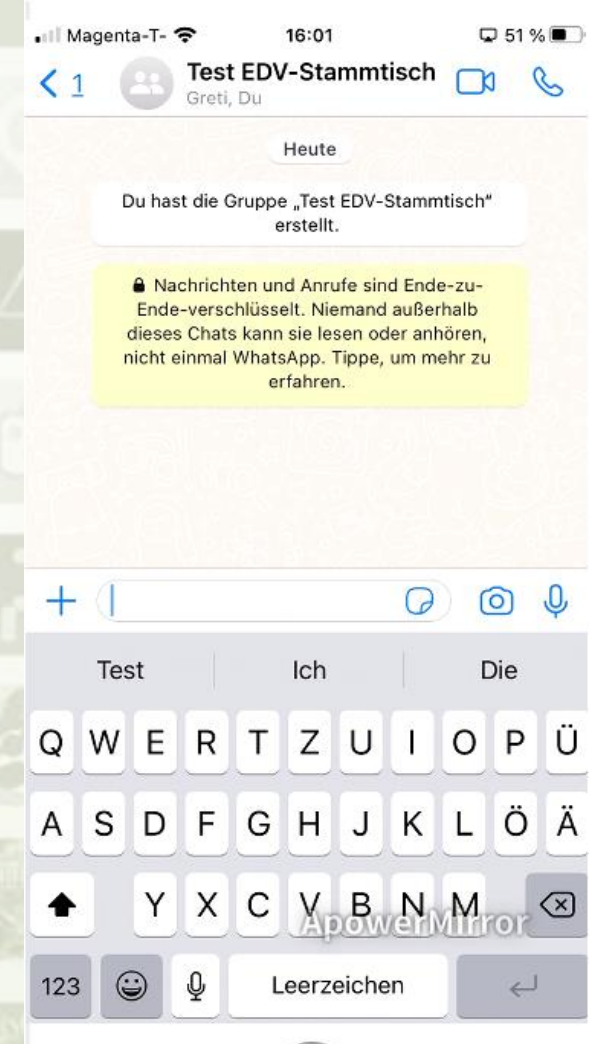 Magenta-T- 16:01 51 %
1 Test EDV-Stammtisch
Greti, Du
Heute
Du hast die Gruppe „Test EDV-Stammtisch“
erstellt.
Nachrichten und Anrufe sind Ende-zu-
Ende-verschlüsselt. Niemand außerhalb
dieses Chats kann sie lesen oder anhören,
nicht einmal WhatsApp. Tippe, um mehr zu
erfahren.
Test Ich Die
Q W E R T Z U I O P Ü
A S D F G H J K L Ö Ä
Y X C V B N M
ApowerMirror
123 Leerzeichen